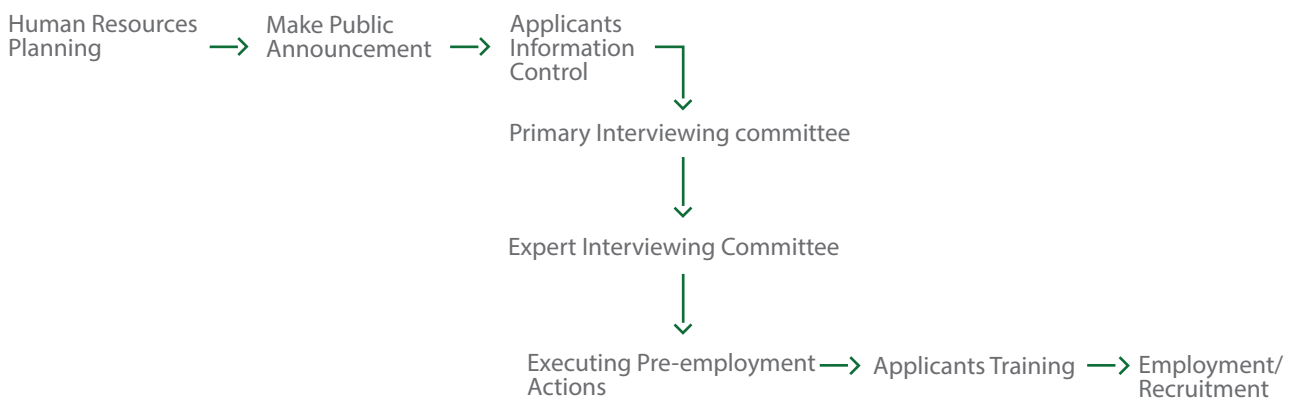 Human Resources
Planning
Make Public
Announcement
Applicants
Information
Control
Primary Interviewing committee
Expert Interviewing Committee
Executing Pre-employment
Actions
Applicants Training
Employment/
Recruitment